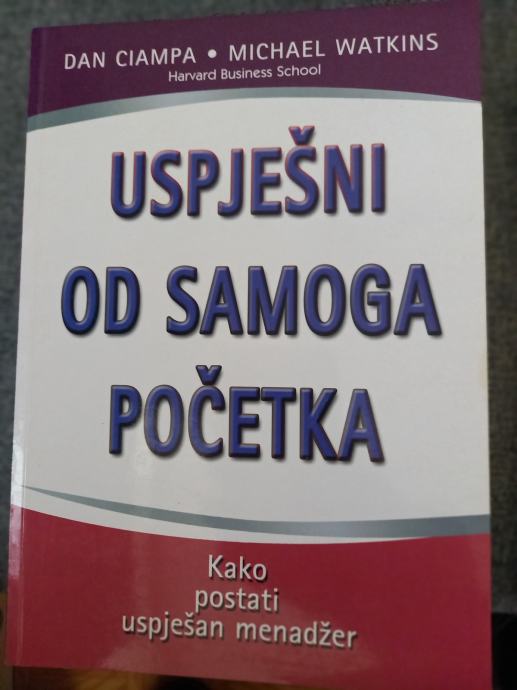 DAN CIAMPA • MICHAEL WATKINS
Harvard Business School
USPJEŠNI
OD SAMOGA
POČETKA
Kako
postati
uspješan menadžer